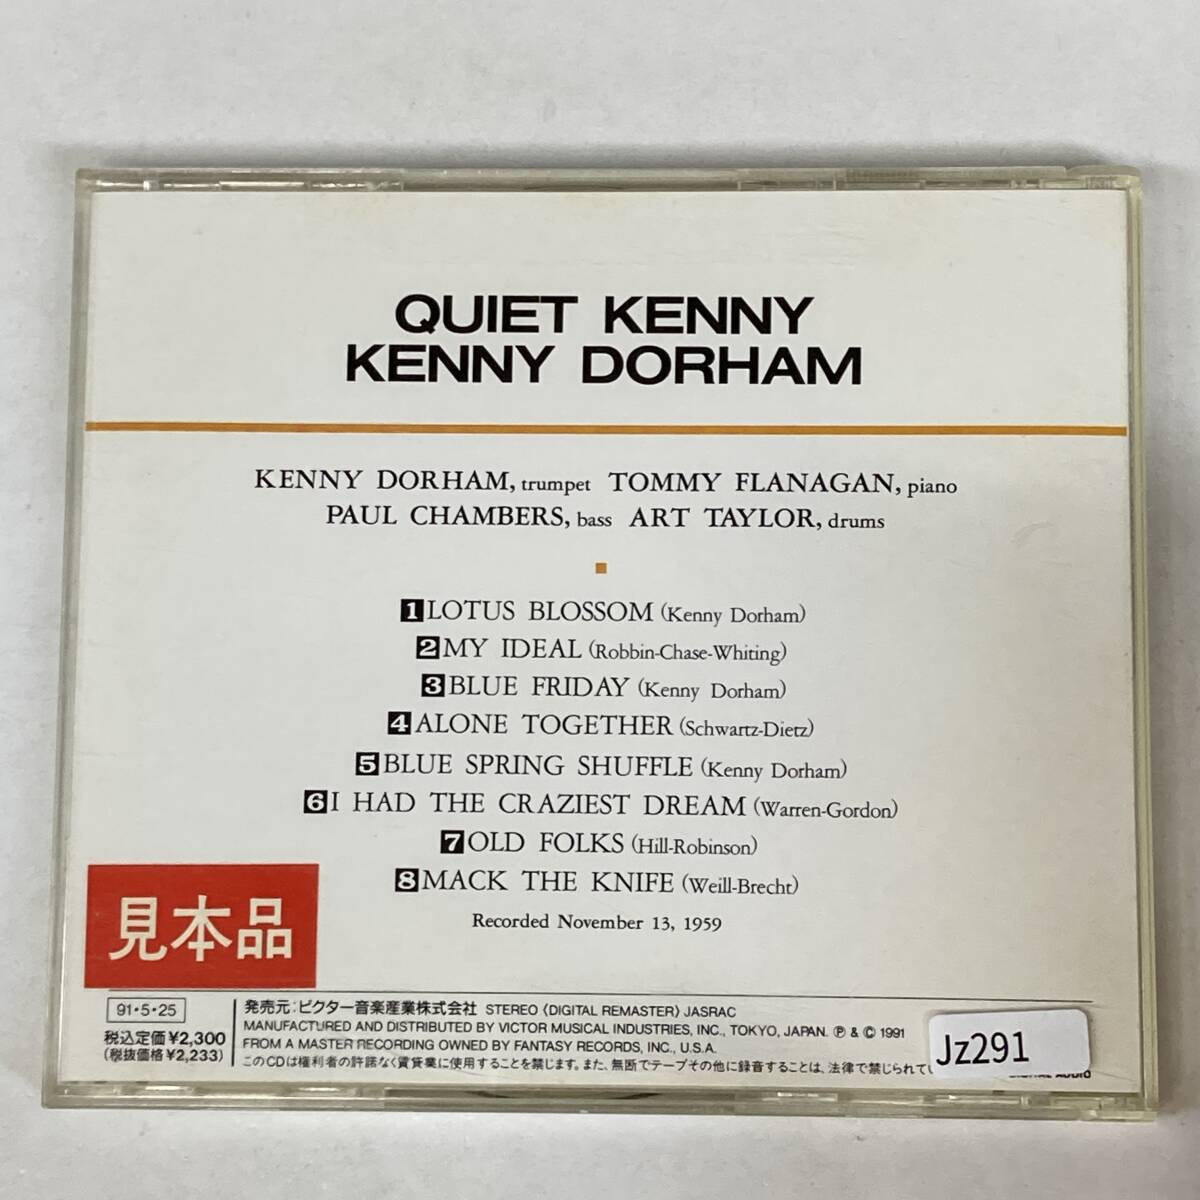 QUIET KENNY
KENNY DORHAM
KENNY DORHAM, trumpet TOMMY FLANAGAN, piano
PAUL CHAMBERS, bass ART TAYLOR, drums
1 LOTUS BLOSSOM (Kenny Dorham)
2 MY IDEAL (Robbin-Chase-Whiting)
3 BLUE FRIDAY (Kenny Dorham)
4 ALONE TOGETHER (Schwartz-Dietz)
5 BLUE SPRING SHUFFLE (Kenny Dorham)
6 I HAD THE CRAZIEST DREAM (Warren-Gordon)
7 OLD FOLKS (Hill-Robinson)
8 MACK THE KNIFE (Weill-Brecht)
Recorded November 13, 1959
見本品
91・5・25
税込定価¥2,300
(税抜価格¥2,233)
発売元:ビクター音楽産業株式会社 STEREO 〈DIGITAL REMASTER〉 JASRAC
MANUFACTURED AND DISTRIBUTED BY VICTOR MUSICAL INDUSTRIES, INC., TOKYO, JAPAN. ℗ & © 1991
FROM A MASTER RECORDING OWNED BY FANTASY RECORDS, INC., U.S.A.
このCDは権利者の許諾なく賃貸業に使用することを禁じます。また、無断でテープその他に録音することは、法律で禁じられて
Jz291
DIGITAL AUDIO